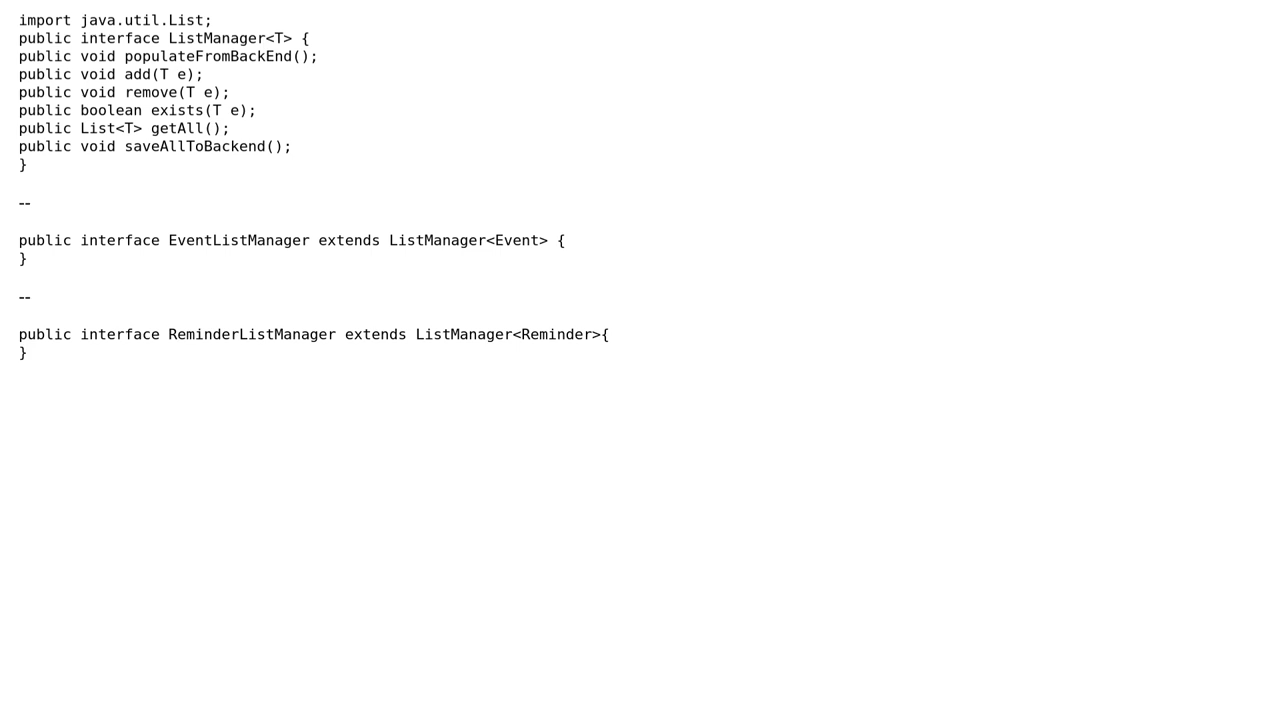 import java.util.List;
public interface ListManager<T> {
public void populateFromBackEnd();
public void add(T e);
public void remove(T e);
public boolean exists(T e);
public List<T> getAll();
public void saveAllToBackend();
}
--
public interface EventListManager extends ListManager<Event> {
}
--
public interface ReminderListManager extends ListManager<Reminder>{
}